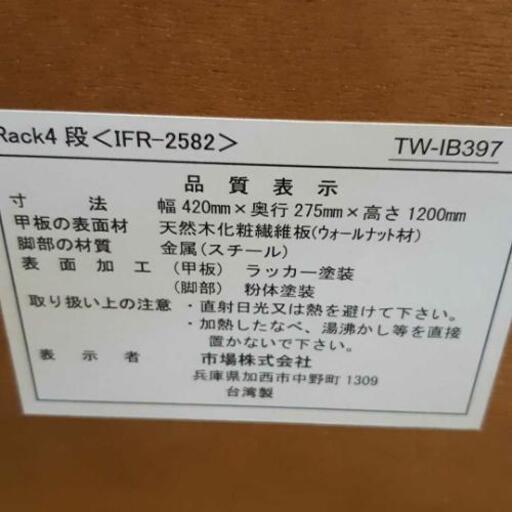 Rack4 段＜IFR-2582＞ TW-IB397
品質表示
寸法 幅 420mm×奥行 275mm×高さ 1200mm
甲板の表面材 天然木化粧繊維板(ウォールナット材)
脚部の材質 金属(スチール)
表面加工 (甲板) ラッカー塗装
(脚部) 粉体塗装
取り扱い上の注意 ・直射日光又は熱を避けて下さい。
・加熱したなべ、湯沸かし等を直接
置かないで下さい。
表示者 市場株式会社
兵庫県加西市中野町 1309
台湾製